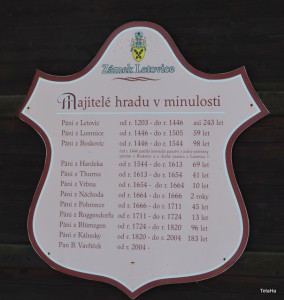 Zámek Letovice
Majitelé hradu v minulosti
Páni z Letovic od r. 1203 - do r. 1446 asi 243 let
Páni z Lomnice od r. 1446 - do r. 1505 59 let
Páni z Boskovic od r. 1446 - do r. 1544 98 let
Páni z Hardeka od r. 1544 - do r. 1613 69 let
Páni z Thurnu od r. 1613 - do r. 1654 41 let
Páni z Vrbna od r. 1654 - do r. 1664 10 let
Páni z Náchoda od r. 1664 - do r. 1666 2 roky
Páni z od r. 1666 - do r. 1711 45 let
Páni z Roggendorfu od r. 1711 - do r. 1724 13 let
Páni z Blümegen od r. 1724 - do r. 1820 96 let
Páni z Kálnoky od r. 1820 - do r. 2004 183 let
Pan B. Vavříček od r. 2004 -
TetaHa